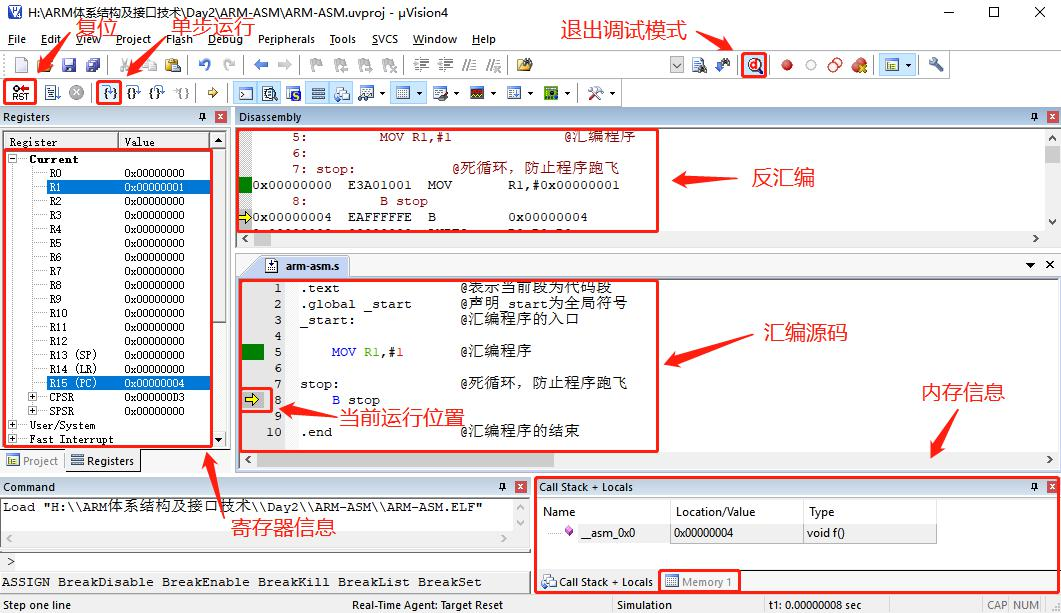 H:\ARM体系结构及接口技术\Day2\ARM-ASM\ARM-ASM.uvproj - µVision4
File Edit View Project Flash Debug Peripherals Tools SVCS Window Help
复位
单步运行
退出调试模式
RST
Registers
Register Value
Current
R0 0x00000000
R1 0x00000001
R2 0x00000000
R3 0x00000000
R4 0x00000000
R5 0x00000000
R6 0x00000000
R7 0x00000000
R8 0x00000000
R9 0x00000000
R10 0x00000000
R11 0x00000000
R12 0x00000000
R13 (SP) 0x00000000
R14 (LR) 0x00000000
R15 (PC) 0x00000004
CPSR 0x000000D3
SPSR 0x00000000
User/System
Fast Interrupt
Project Registers
寄存器信息
Disassembly
5: MOV R1,#1 @汇编程序
6:
7: stop: @死循环，防止程序跑飞
0x00000000 E3A01001 MOV R1,#0x00000001
8: B stop
0x00000004 EAFFFFFE B 0x00000004
反汇编
arm-asm.s
1 .text @表示当前段为代码段
2 .global _start @声明_start为全局符号
3 _start: @汇编程序的入口
4
5 MOV R1,#1 @汇编程序
6
7 stop: @死循环，防止程序跑飞
8 B stop
9
10 .end @汇编程序的结束
汇编源码
当前运行位置
内存信息
Command
Load "H:\\ARM体系结构及接口技术\\Day2\\ARM-ASM\\ARM-ASM.ELF"
>
ASSIGN BreakDisable BreakEnable BreakKill BreakList BreakSet
Call Stack + Locals
Name Location/Value Type
__asm_0x0 0x00000004 void f()
Call Stack + Locals Memory 1
Step one line Real-Time Agent: Target Reset Simulation t1: 0.00000008 sec CAP NUM